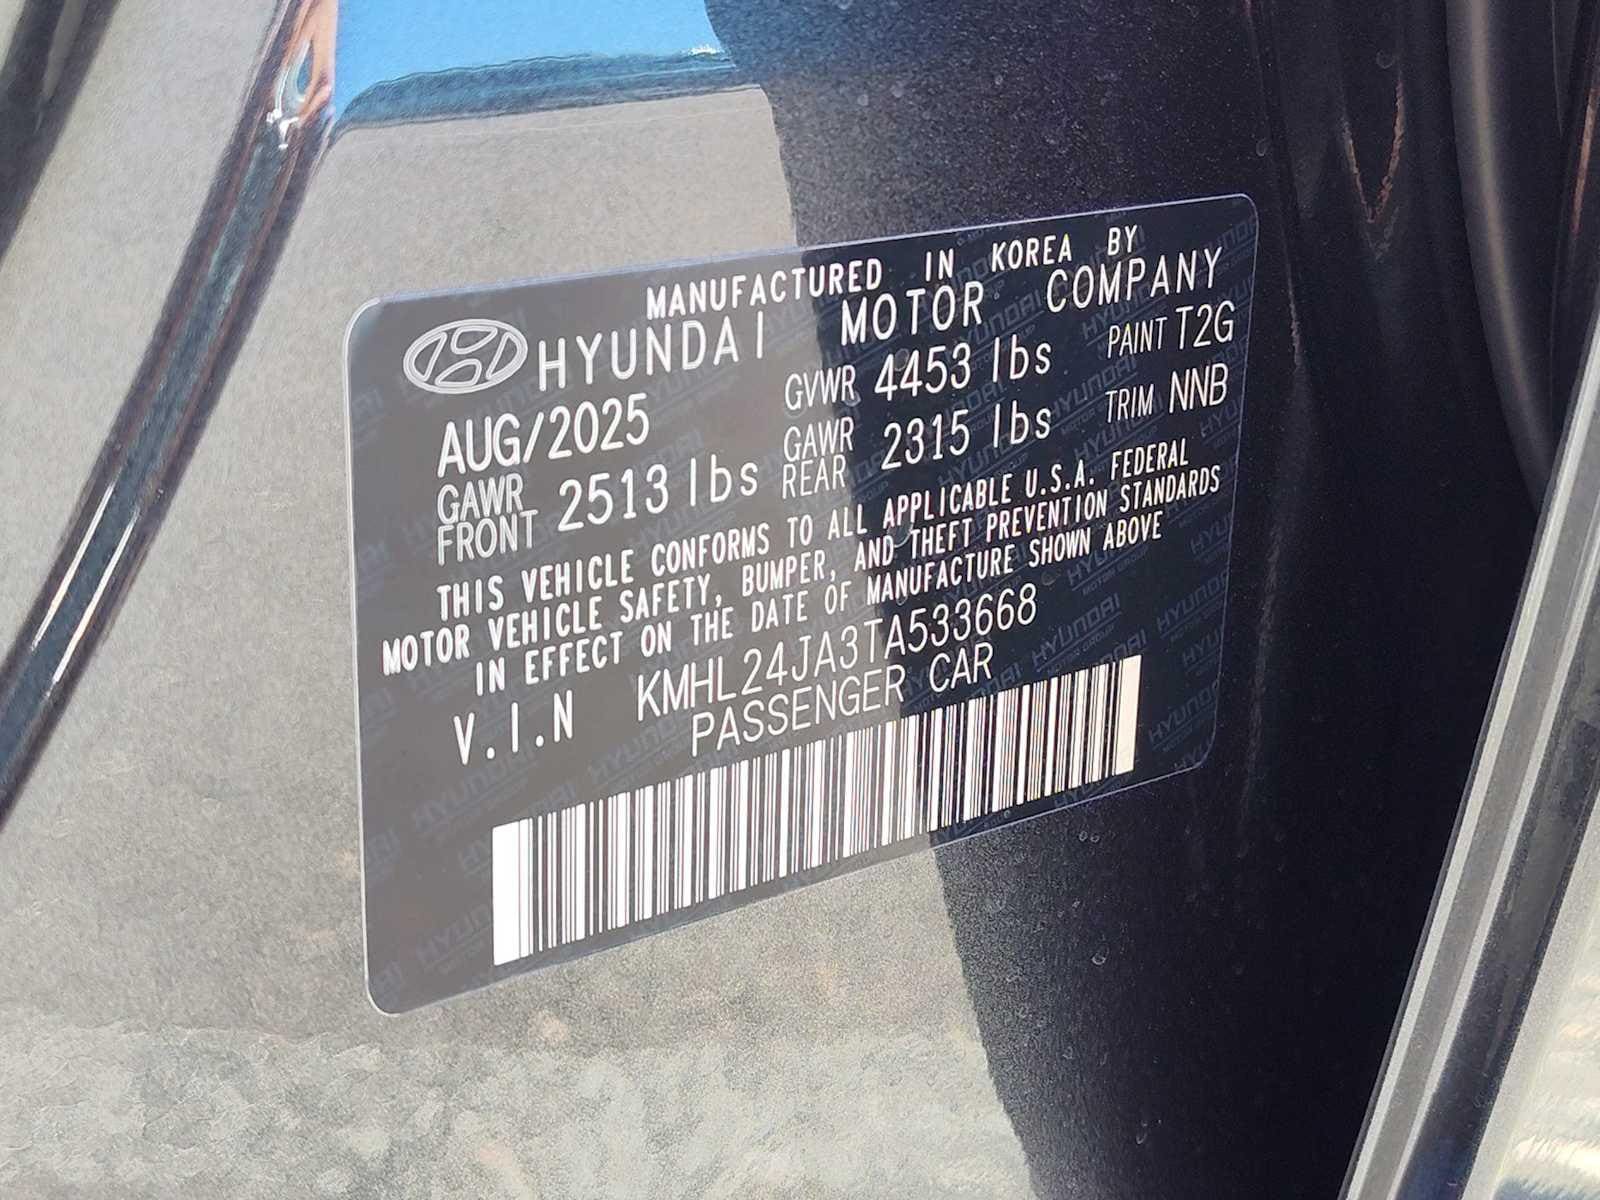 MANUFACTURED IN KOREA BY
HYUNDAI MOTOR COMPANY
AUG/2025 GVWR 4453 lbs PAINT T2G
GAWR FRONT 2513 lbs GAWR REAR 2315 lbs TRIM NNB
THIS VEHICLE CONFORMS TO ALL APPLICABLE U.S.A. FEDERAL
MOTOR VEHICLE SAFETY, BUMPER, AND THEFT PREVENTION STANDARDS
IN EFFECT ON THE DATE OF MANUFACTURE SHOWN ABOVE
V.I.N KMHL24JA3TA533668
PASSENGER CAR